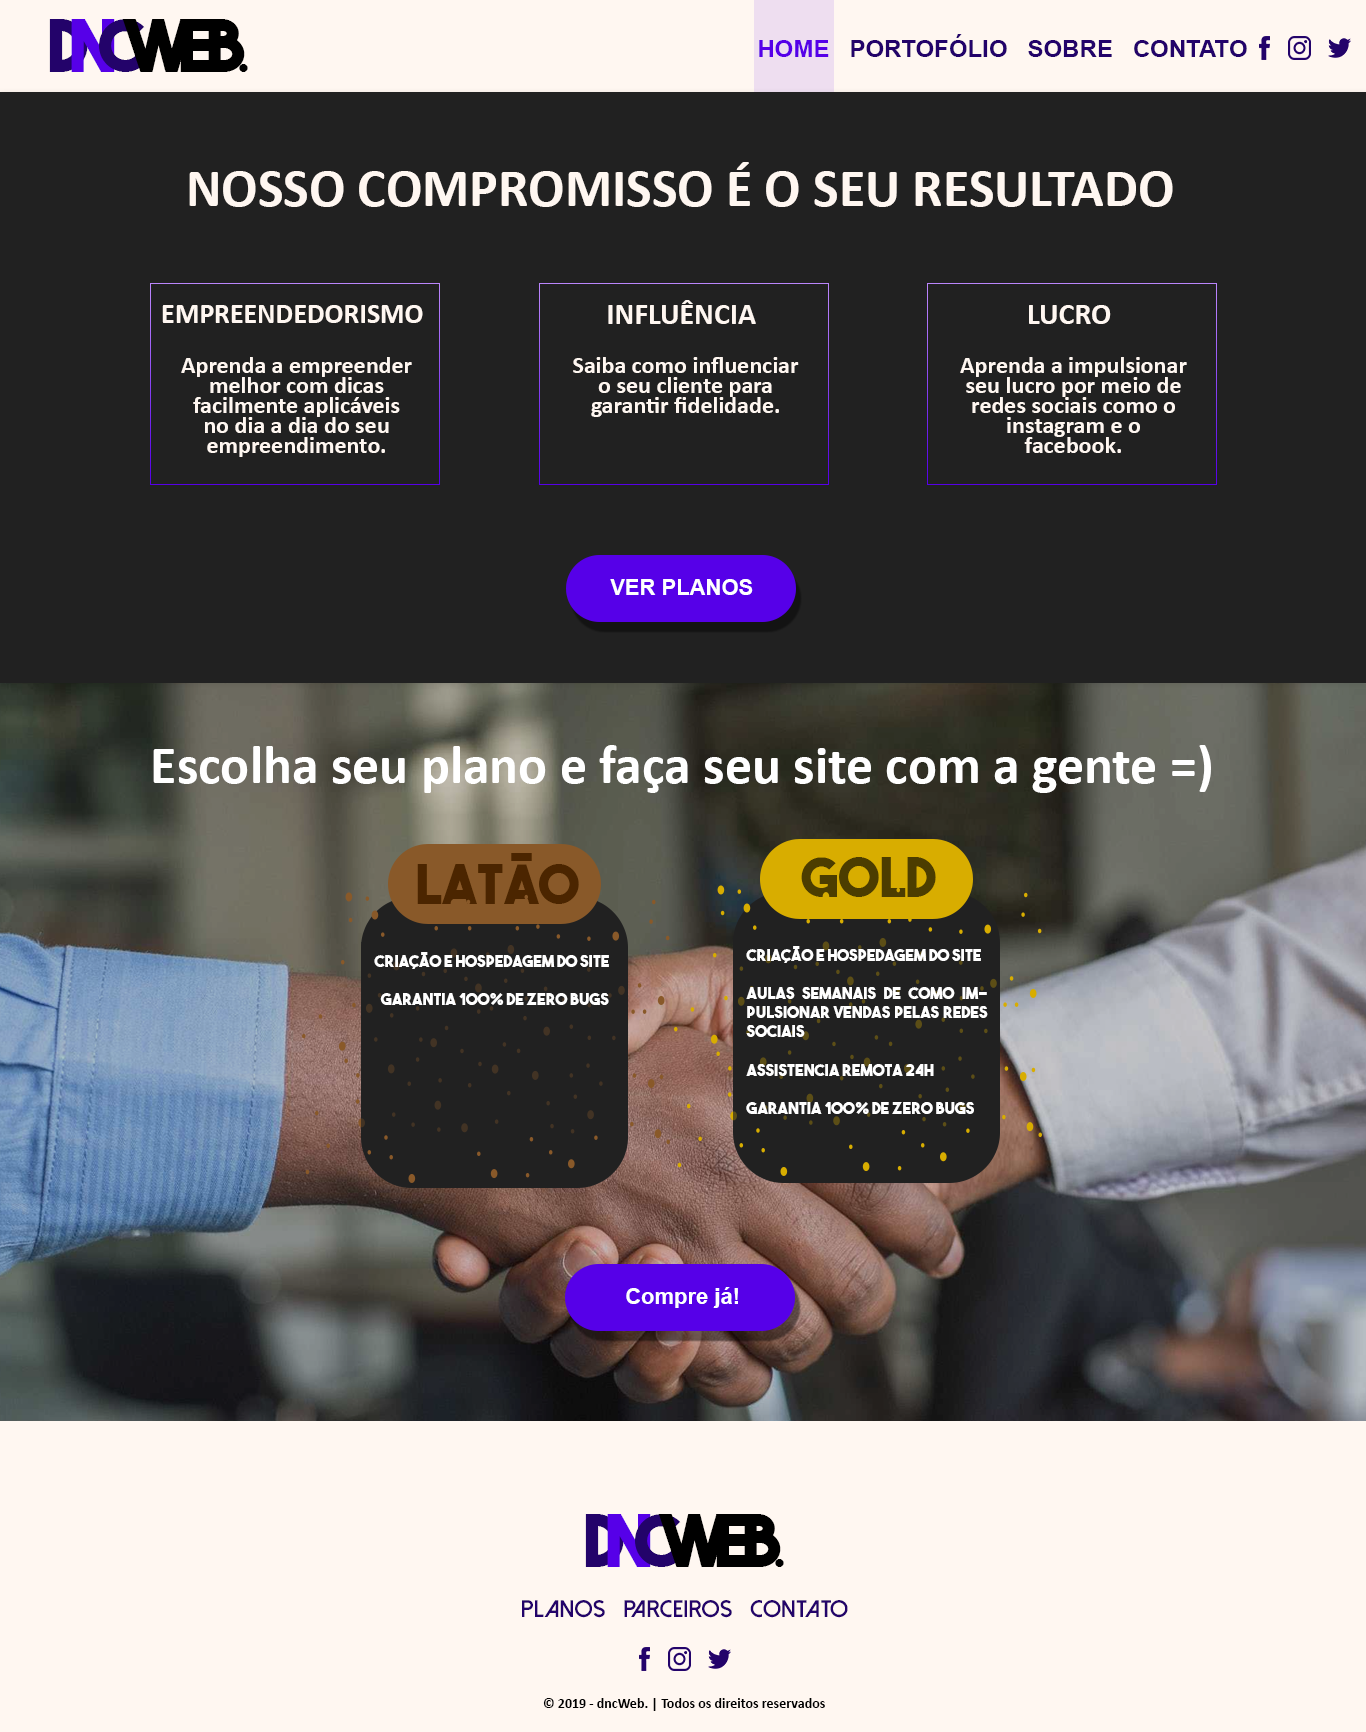 DNCWEB.
HOME PORTOFÓLIO SOBRE CONTATO
NOSSO COMPROMISSO É O SEU RESULTADO
EMPREENDEDORISMO
Aprenda a empreender
melhor com dicas
facilmente aplicáveis
no dia a dia do seu
empreendimento.
INFLUÊNCIA
Saiba como influenciar
o seu cliente para
garantir fidelidade.
LUCRO
Aprenda a impulsionar
seu lucro por meio de
redes sociais como o
instagram e o
facebook.
VER PLANOS
Escolha seu plano e faça seu site com a gente =)
LATÃO
CRIAÇÃO E HOSPEDAGEM DO SITE
GARANTIA 100% DE ZERO BUGS
GOLD
CRIAÇÃO E HOSPEDAGEM DO SITE
AULAS SEMANAIS DE COMO IM-
PULSIONAR VENDAS PELAS REDES
SOCIAIS
ASSISTENCIA REMOTA 24H
GARANTIA 100% DE ZERO BUGS
Compre já!
DNCWEB.
PLANOS PARCEIROS CONTATO
© 2019 - dncWeb. | Todos os direitos reservados